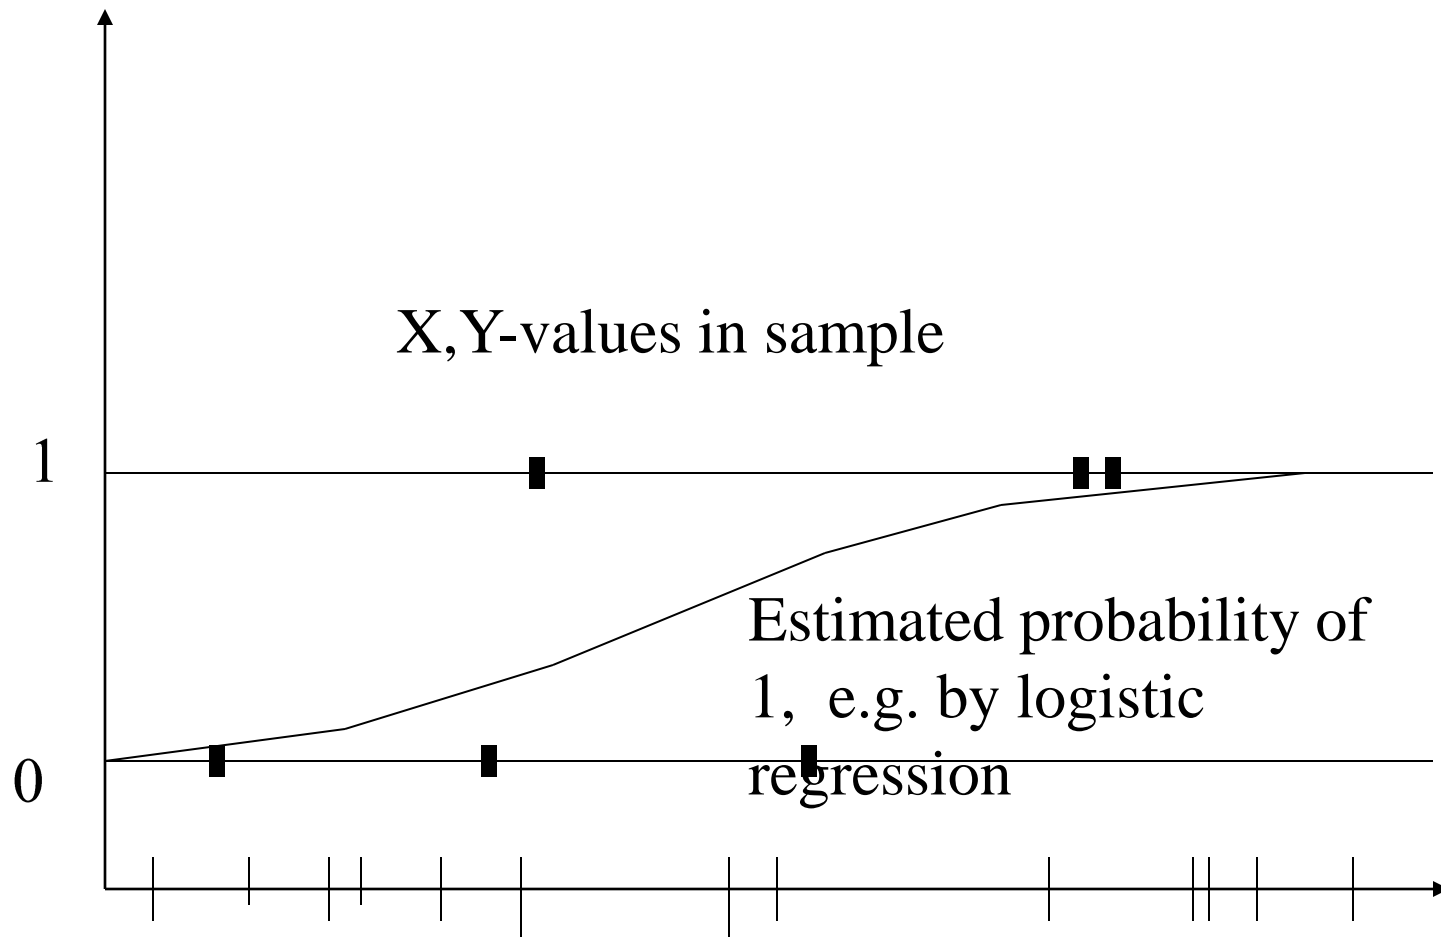 X,Y-values in sample
1
Estimated probability of
1,  e.g. by logistic
regression
0